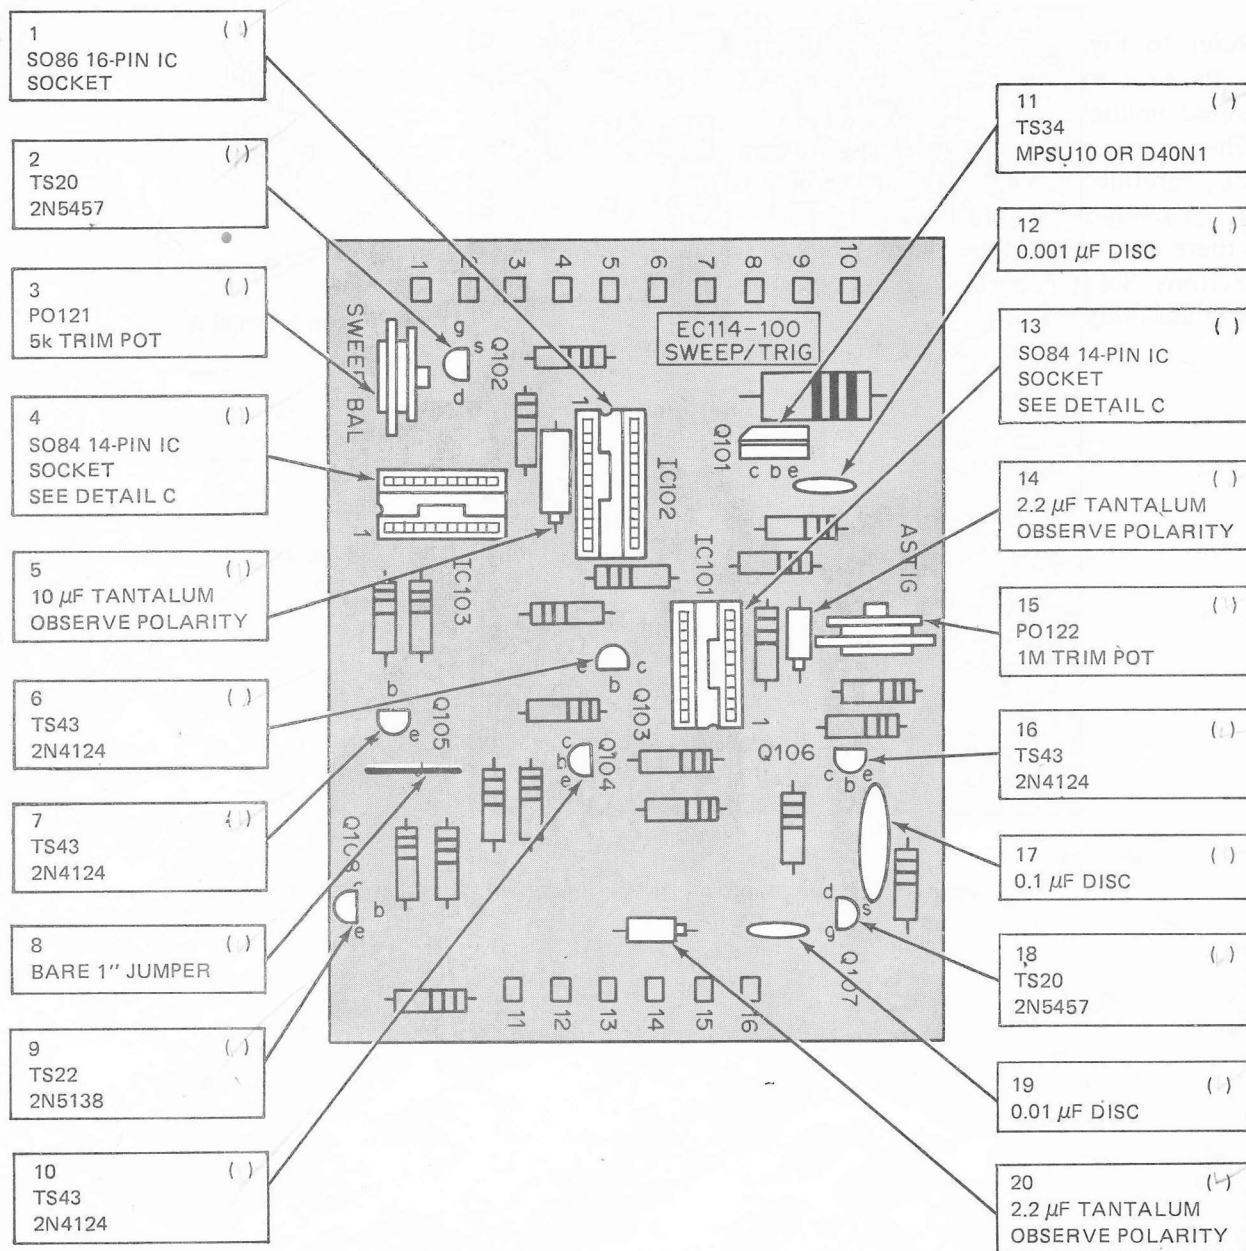 1 ( )
SO86 16-PIN IC
SOCKET
2 ( )
TS20
2N5457
3 ( )
PO121
5k TRIM POT
4 ( )
SO84 14-PIN IC
SOCKET
SEE DETAIL C
5 ( )
10 µF TANTALUM
OBSERVE POLARITY
6 ( )
TS43
2N4124
7 ( )
TS43
2N4124
8 ( )
BARE 1" JUMPER
9 ( )
TS22
2N5138
10 ( )
TS43
2N4124
1 2 3 4 5 6 7 8 9 10
EC114-100
SWEEP/TRIG
SWEEP BAL
g
s
d
Q102
1
IC102
Q101
c b e
1
IC103
IC101
1
ASTIG
e b c
Q103
b
e
Q105
c
b
e
Q104
Q106
c b e
Q108
b
e
d
s
g
Q107
11 12 13 14 15 16
11 ( )
TS34
MPSU10 OR D40N1
12 ( )
0.001 µF DISC
13 ( )
SO84 14-PIN IC
SOCKET
SEE DETAIL C
14 ( )
2.2 µF TANTALUM
OBSERVE POLARITY
15 ( )
PO122
1M TRIM POT
16 ( )
TS43
2N4124
17 ( )
0.1 µF DISC
18 ( )
TS20
2N5457
19 ( )
0.01 µF DISC
20 ( )
2.2 µF TANTALUM
OBSERVE POLARITY